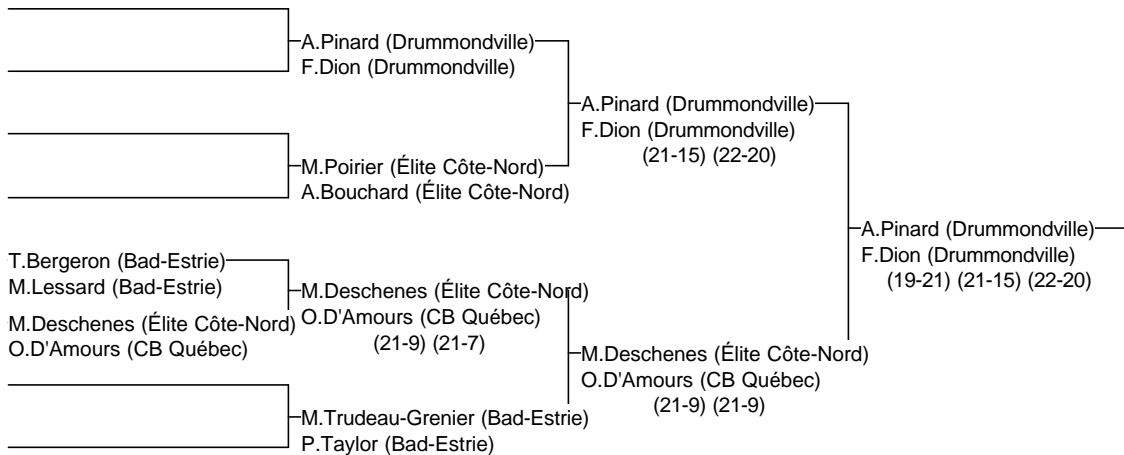 A.Pinard (Drummondville)
F.Dion (Drummondville)
A.Pinard (Drummondville)
F.Dion (Drummondville)
(21-15) (22-20)
M.Poirier (Élite Côte-Nord)
A.Bouchard (Élite Côte-Nord)
A.Pinard (Drummondville)
F.Dion (Drummondville)
(19-21) (21-15) (22-20)
T.Bergeron (Bad-Estrie)
M.Lessard (Bad-Estrie)
M.Deschenes (Élite Côte-Nord)
O.D'Amours (CB Québec)
(21-9) (21-7)
M.Deschenes (Élite Côte-Nord)
O.D'Amours (CB Québec)
M.Deschenes (Élite Côte-Nord)
O.D'Amours (CB Québec)
(21-9) (21-9)
M.Trudeau-Grenier (Bad-Estrie)
P.Taylor (Bad-Estrie)